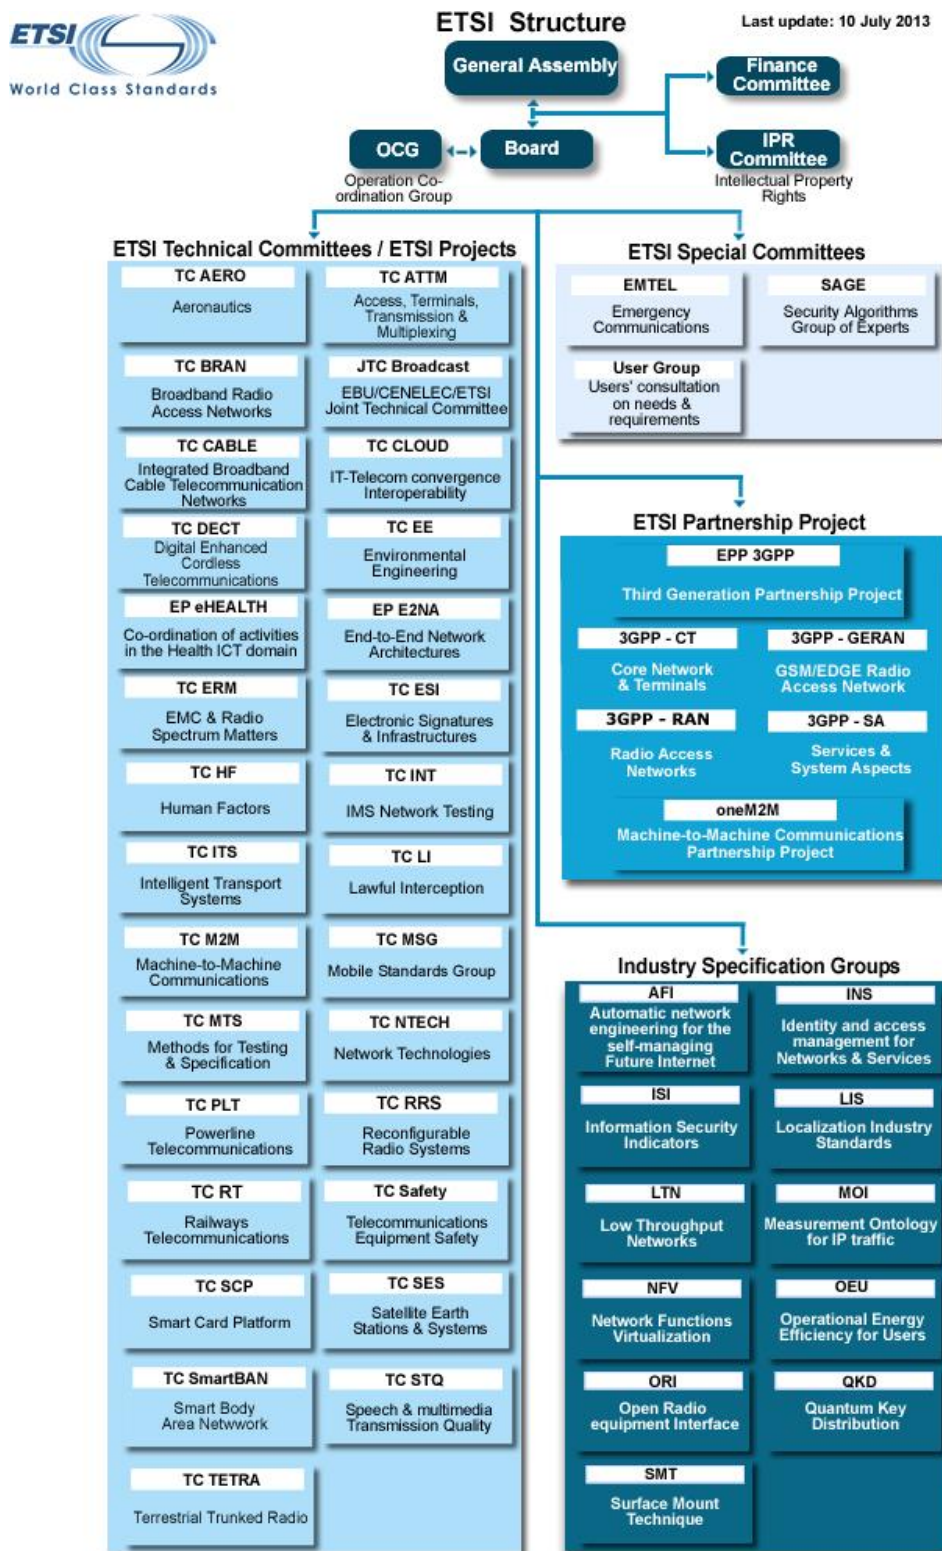 ETSI
World Class Standards
ETSI Structure
Last update: 10 July 2013
General Assembly
Finance
Committee
OCG
Board
IPR
Committee
Operation Co-
ordination Group
Intellectual Property
Rights
ETSI Technical Committees / ETSI Projects
TC AERO
Aeronautics
TC ATTM
Access, Terminals,
Transmission &
Multiplexing
TC BRAN
Broadband Radio
Access Networks
JTC Broadcast
EBU/CENELEC/ETSI
Joint Technical Committee
TC CABLE
Integrated Broadband
Cable Telecommunication
Networks
TC CLOUD
IT-Telecom convergence
Interoperability
TC DECT
Digital Enhanced
Cordless
Telecommunications
TC EE
Environmental
Engineering
EP eHEALTH
Co-ordination of activities
in the Health ICT domain
EP E2NA
End-to-End Network
Architectures
TC ERM
EMC & Radio
Spectrum Matters
TC ESI
Electronic Signatures
& Infrastructures
TC HF
Human Factors
TC INT
IMS Network Testing
TC ITS
Intelligent Transport
Systems
TC LI
Lawful Interception
TC M2M
Machine-to-Machine
Communications
TC MSG
Mobile Standards Group
TC MTS
Methods for Testing
& Specification
TC NTECH
Network Technologies
TC PLT
Powerline
Telecommunications
TC RRS
Reconfigurable
Radio Systems
TC RT
Railways
Telecommunications
TC Safety
Telecommunications
Equipment Safety
TC SCP
Smart Card Platform
TC SES
Satellite Earth
Stations & Systems
TC SmartBAN
Smart Body
Area Netwwork
TC STQ
Speech & multimedia
Transmission Quality
TC TETRA
Terrestrial Trunked Radio
ETSI Special Committees
EMTEL
Emergency
Communications
SAGE
Security Algorithms
Group of Experts
User Group
Users' consultation
on needs &
requirements
ETSI Partnership Project
EPP 3GPP
Third Generation Partnership Project
3GPP - CT
Core Network
& Terminals
3GPP - GERAN
GSM/EDGE Radio
Access Network
3GPP - RAN
Radio Access
Networks
3GPP - SA
Services &
System Aspects
oneM2M
Machine-to-Machine Communications
Partnership Project
Industry Specification Groups
AFI
Automatic network
engineering for the
self-managing
Future Internet
INS
Identity and access
management for
Networks & Services
ISI
Information Security
Indicators
LIS
Localization Industry
Standards
LTN
Low Throughput
Networks
MOI
Measurement Ontology
for IP traffic
NFV
Network Functions
Virtualization
OEU
Operational Energy
Efficiency for Users
ORI
Open Radio
equipment Interface
QKD
Quantum Key
Distribution
SMT
Surface Mount
Technique